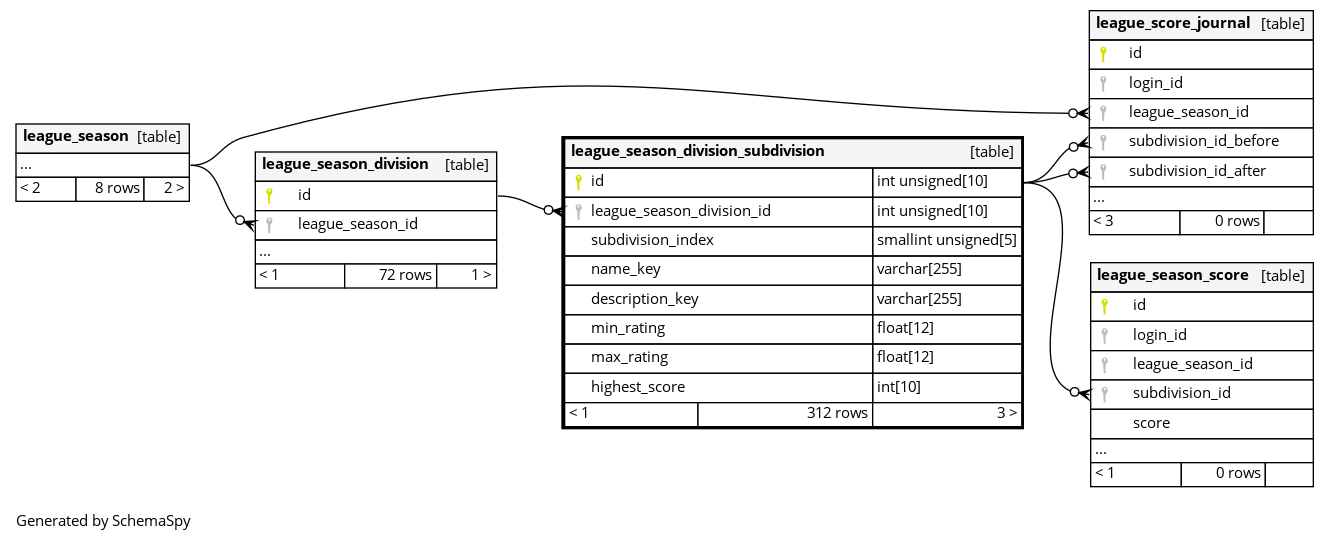 league_season [table]
...
< 2 8 rows 2 >
league_season_division [table]
id
league_season_id
...
< 1 72 rows 1 >
league_season_division_subdivision [table]
id int unsigned[10]
league_season_division_id int unsigned[10]
subdivision_index smallint unsigned[5]
name_key varchar[255]
description_key varchar[255]
min_rating float[12]
max_rating float[12]
highest_score int[10]
< 1 312 rows 3 >
league_score_journal [table]
id
login_id
league_season_id
subdivision_id_before
subdivision_id_after
...
< 3 0 rows
league_season_score [table]
id
login_id
league_season_id
subdivision_id
score
...
< 1 0 rows
Generated by SchemaSpy